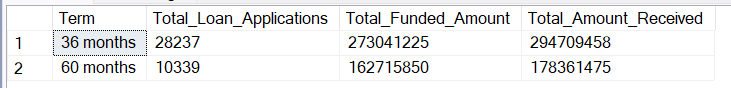 Term Total_Loan_Applications Total_Funded_Amount Total_Amount_Received
1 36 months 28237 273041225 294709458
2 60 months 10339 162715850 178361475